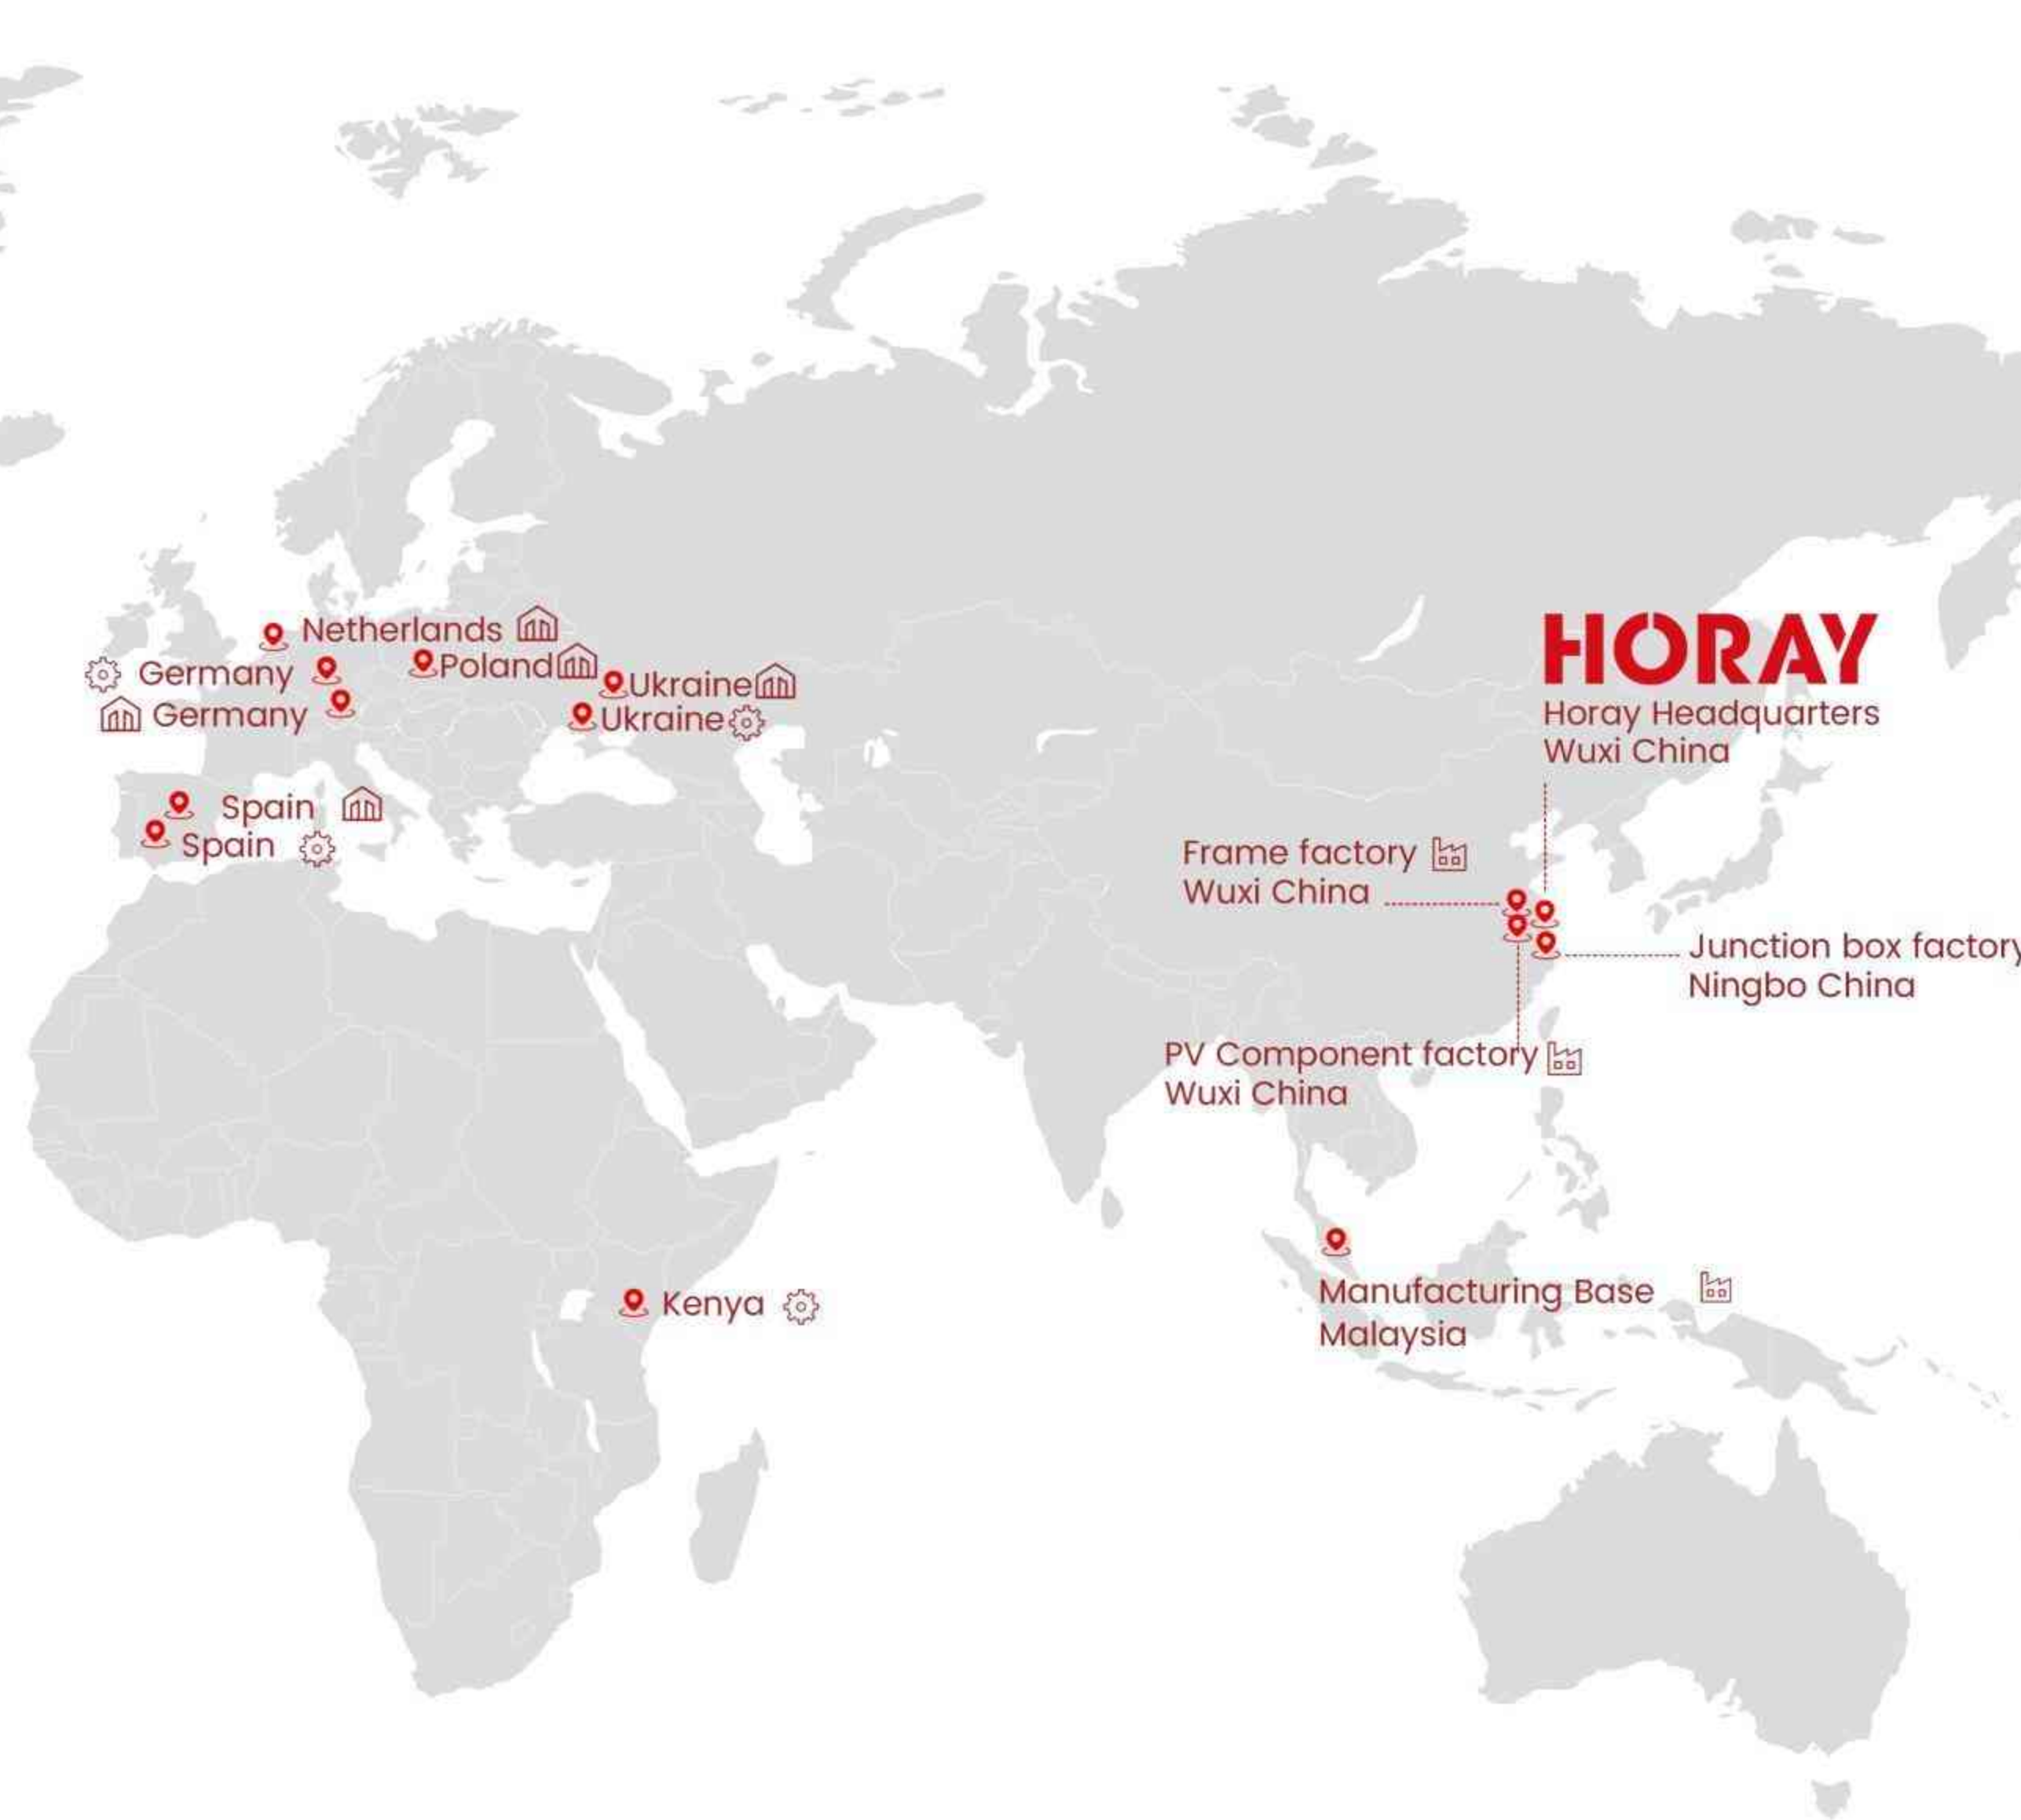 Netherlands
Germany
Poland
Ukraine
Germany
Ukraine
Spain
Spain
HORAY
Horay Headquarters
Wuxi China
Frame factory
Wuxi China
Junction box factory
Ningbo China
PV Component factory
Wuxi China
Kenya
Manufacturing Base
Malaysia